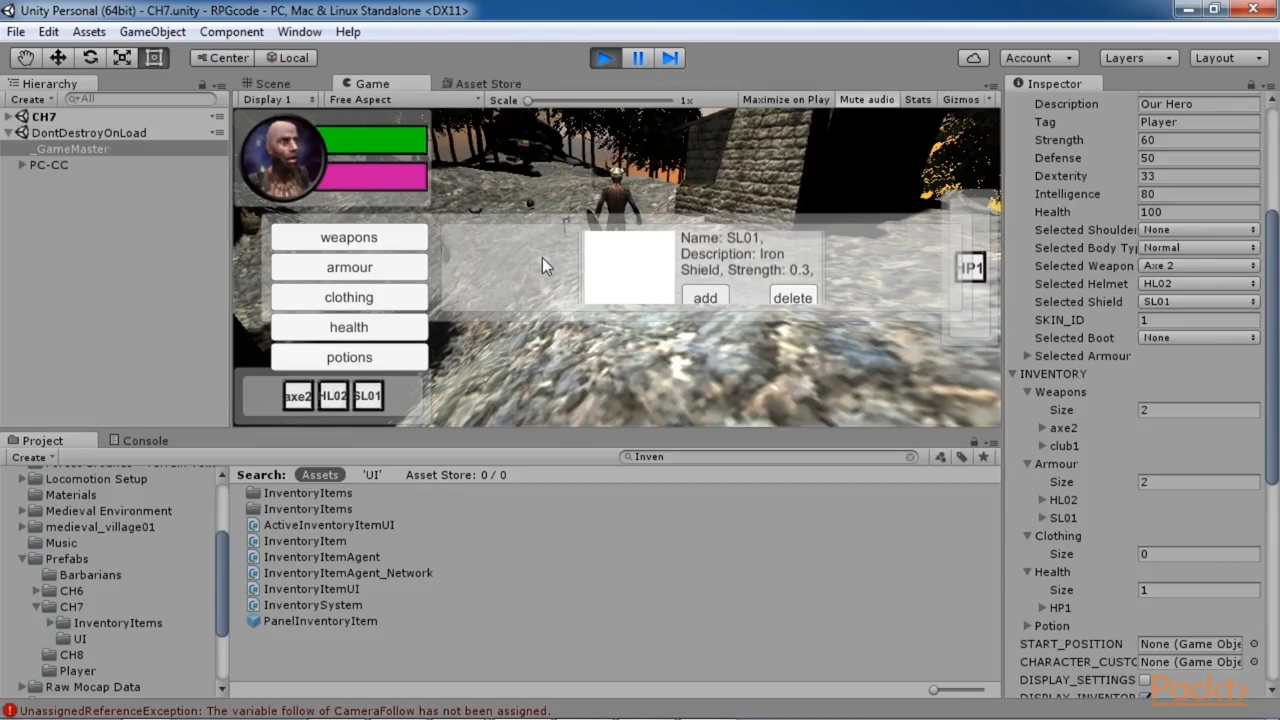 Unity Personal (64bit) - CH7.unity - RPGcode - PC, Mac & Linux Standalone <DX11>
File Edit Assets GameObject Component Window Help
Center Local Account Layers Layout
Hierarchy Scene Game Asset Store Inspector
Create All Display 1 Free Aspect Scale 1x Maximize on Play Mute audio Stats Gizmos
CH7
DontDestroyOnLoad
_GameMaster
PC-CC
weapons
armour
clothing
health
potions
axe2 HL02 SL01
Name: SL01,
Description: Iron
Shield, Strength: 0.3,
add delete
HP1
Description Our Hero
Tag Player
Strength 60
Defense 50
Dexterity 33
Intelligence 80
Health 100
Selected Shoulder None
Selected Body Ty Normal
Selected Weapon Axe 2
Selected Helmet HL02
Selected Shield SL01
SKIN_ID 1
Selected Boot None
Selected Armour
INVENTORY
Weapons
Size 2
axe2
club1
Armour
Size 2
HL02
SL01
Clothing
Size 0
Health
Size 1
HP1
Potion
START_POSITION None (Game Obje
CHARACTER_CUSTO None (Game Obje
DISPLAY_SETTINGS
DISPLAY_INVENTOR
Packt>
Project Console
Create Inven
Search: Assets 'UI' Asset Store: 0 / 0
Locomotion Setup
Materials
Medieval Environment
medieval_village01
Music
Prefabs
Barbarians
CH6
CH7
InventoryItems
UI
CH8
Player
Raw Mocap Data
InventoryItems
InventoryItems
ActiveInventoryItemUI
InventoryItem
InventoryItemAgent
InventoryItemAgent_Network
InventoryItemUI
InventorySystem
PanelInventoryItem
UnassignedReferenceException: The variable follow of CameraFollow has not been assigned.